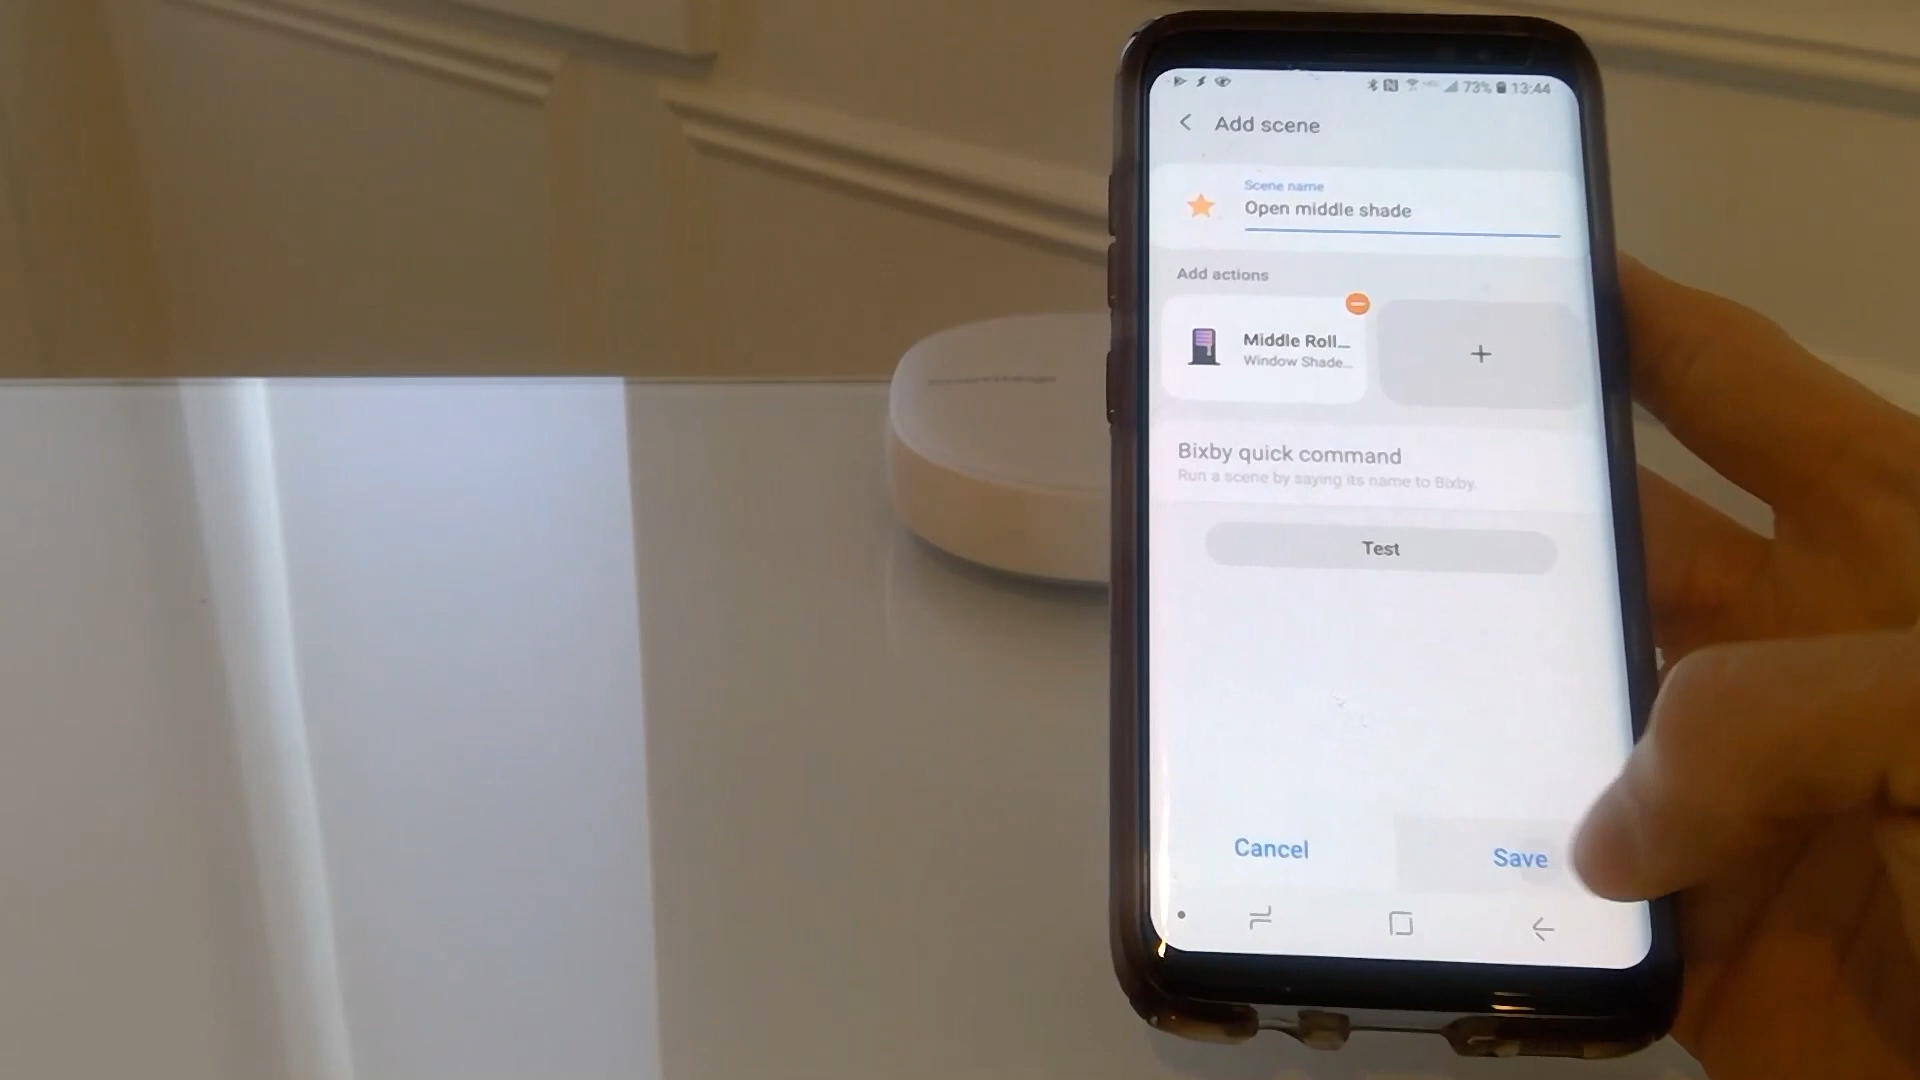 73% 13:44
Add scene
Scene name
Open middle shade
Add actions
Middle Roll...
Window Shade...
Bixby quick command
Run a scene by saying its name to Bixby.
Test
Cancel
Save